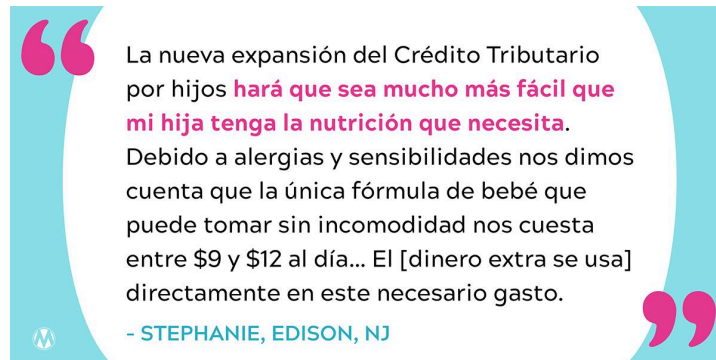 La nueva expansión del Crédito Tributario
por hijos hará que sea mucho más fácil que
mi hija tenga la nutrición que necesita.
Debido a alergias y sensibilidades nos dimos
cuenta que la única fórmula de bebé que
puede tomar sin incomodidad nos cuesta
entre $9 y $12 al día... El [dinero extra se usa]
directamente en este necesario gasto.
- STEPHANIE, EDISON, NJ